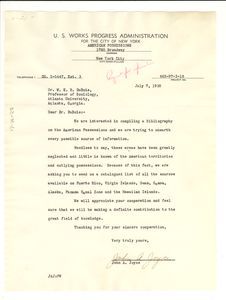 U. S. WORKS PROGRESS ADMINISTRATION
FOR THE CITY OF NEW YORK
AMERICAN POSSESSIONS
1780 Broadway
New York City
July 7, 1938
Dr. W. E. B. DuBois,
Professor of Sociology,
Atlanta University,
Atlanta, Georgia.
Dear Dr. DuBois:-
We are interested in compiling a Bibliography
on the American Possessions and we are trying to unearth
every possible source of information.
Needless to say, these areas have been greatly
neglected and little is known of the american territories
and outlying possessions. Because of this fact, we are
asking you to send us a catalogued list of all the sources
available on Puerto Rico, Virgin Islands, Guam, Samoa,
Alaska, Panama Canal Zone and the Hawaiian Islands.
We will appreciate your cooperation and feel
sure that we will be making a definite contribution to the
great field of knowledge.
Thanking you for your sincere cooperation,
Very truly yours,
John A. Joyce